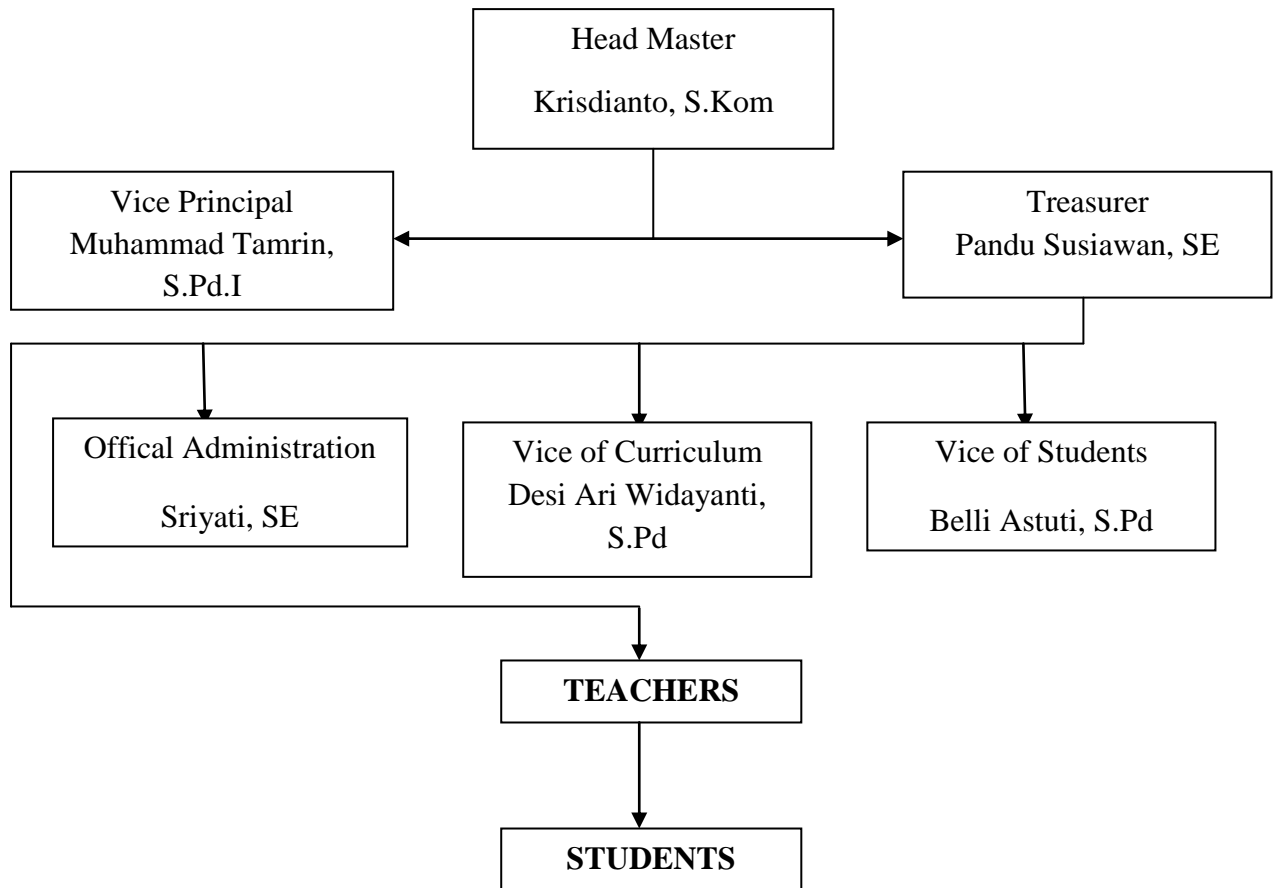 Head Master
Krisdianto, S.Kom
Vice Principal
Muhammad Tamrin,
S.Pd.I
Treasurer
Pandu Susiawan, SE
Offical Administration
Sriyati, SE
Vice of Curriculum
Desi Ari Widayanti,
S.Pd
Vice of Students
Belli Astuti, S.Pd
TEACHERS
STUDENTS